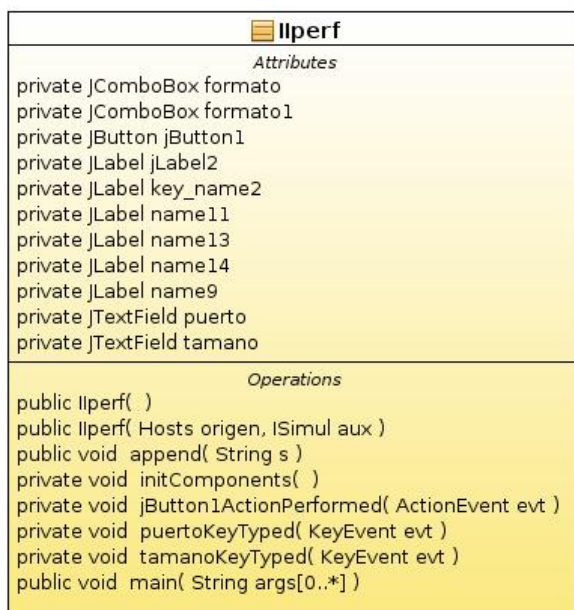 IIperf
Attributes
private JComboBox formato
private JComboBox formato1
private JButton jButton1
private JLabel jLabel2
private JLabel key_name2
private JLabel name11
private JLabel name13
private JLabel name14
private JLabel name9
private JTextField puerto
private JTextField tamano
Operations
public IIperf(  )
public IIperf( Hosts origen, ISimul aux )
public void  append( String s )
private void  initComponents(  )
private void  jButton1ActionPerformed( ActionEvent evt )
private void  puertoKeyTyped( KeyEvent evt )
private void  tamanoKeyTyped( KeyEvent evt )
public void  main( String args[0..*] )